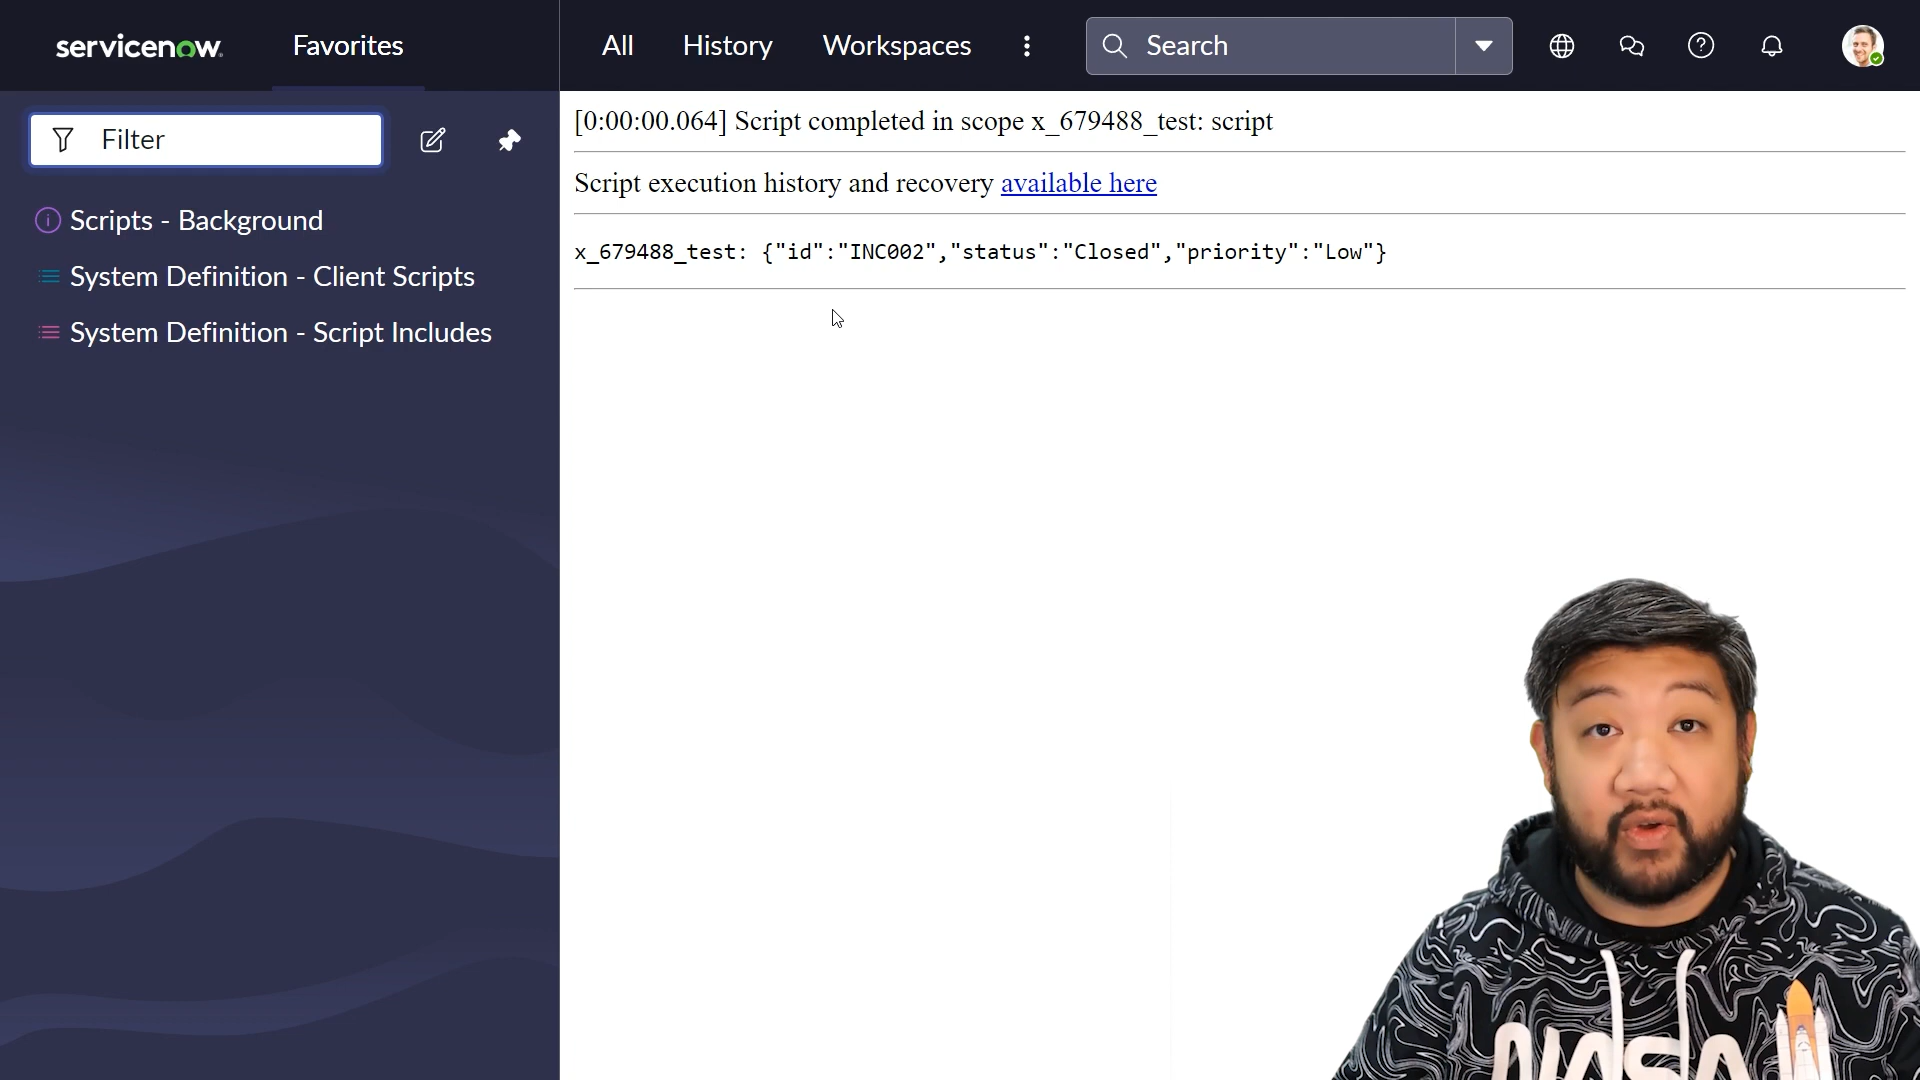 servicenow.
Favorites
All
History
Workspaces
Search
Filter
Scripts - Background
System Definition - Client Scripts
System Definition - Script Includes
[0:00:00.064] Script completed in scope x_679488_test: script
Script execution history and recovery available here
x_679488_test: {"id":"INC002","status":"Closed","priority":"Low"}
NASA